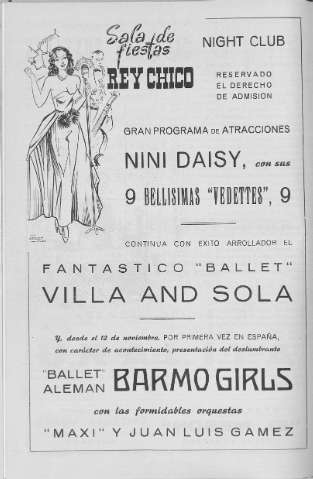 Sala de
fiestas
REY CHICO
NIGHT CLUB
RESERVADO
EL DERECHO
DE ADMISION
GRAN PROGRAMA DE ATRACCIONES
NINI DAISY, con sus
9 BELLISIMAS "VEDETTES", 9
CONTINUA CON EXITO ARROLLADOR EL
FANTASTICO "BALLET"
VILLA AND SOLA
Y, desde el 12 de noviembre, POR PRIMERA VEZ EN ESPAÑA,
con carácter de acontecimiento, presentación del deslumbrante
"BALLET"
ALEMAN BARMO GIRLS
con las formidables orquestas
"MAXI" Y JUAN LUIS GAMEZ